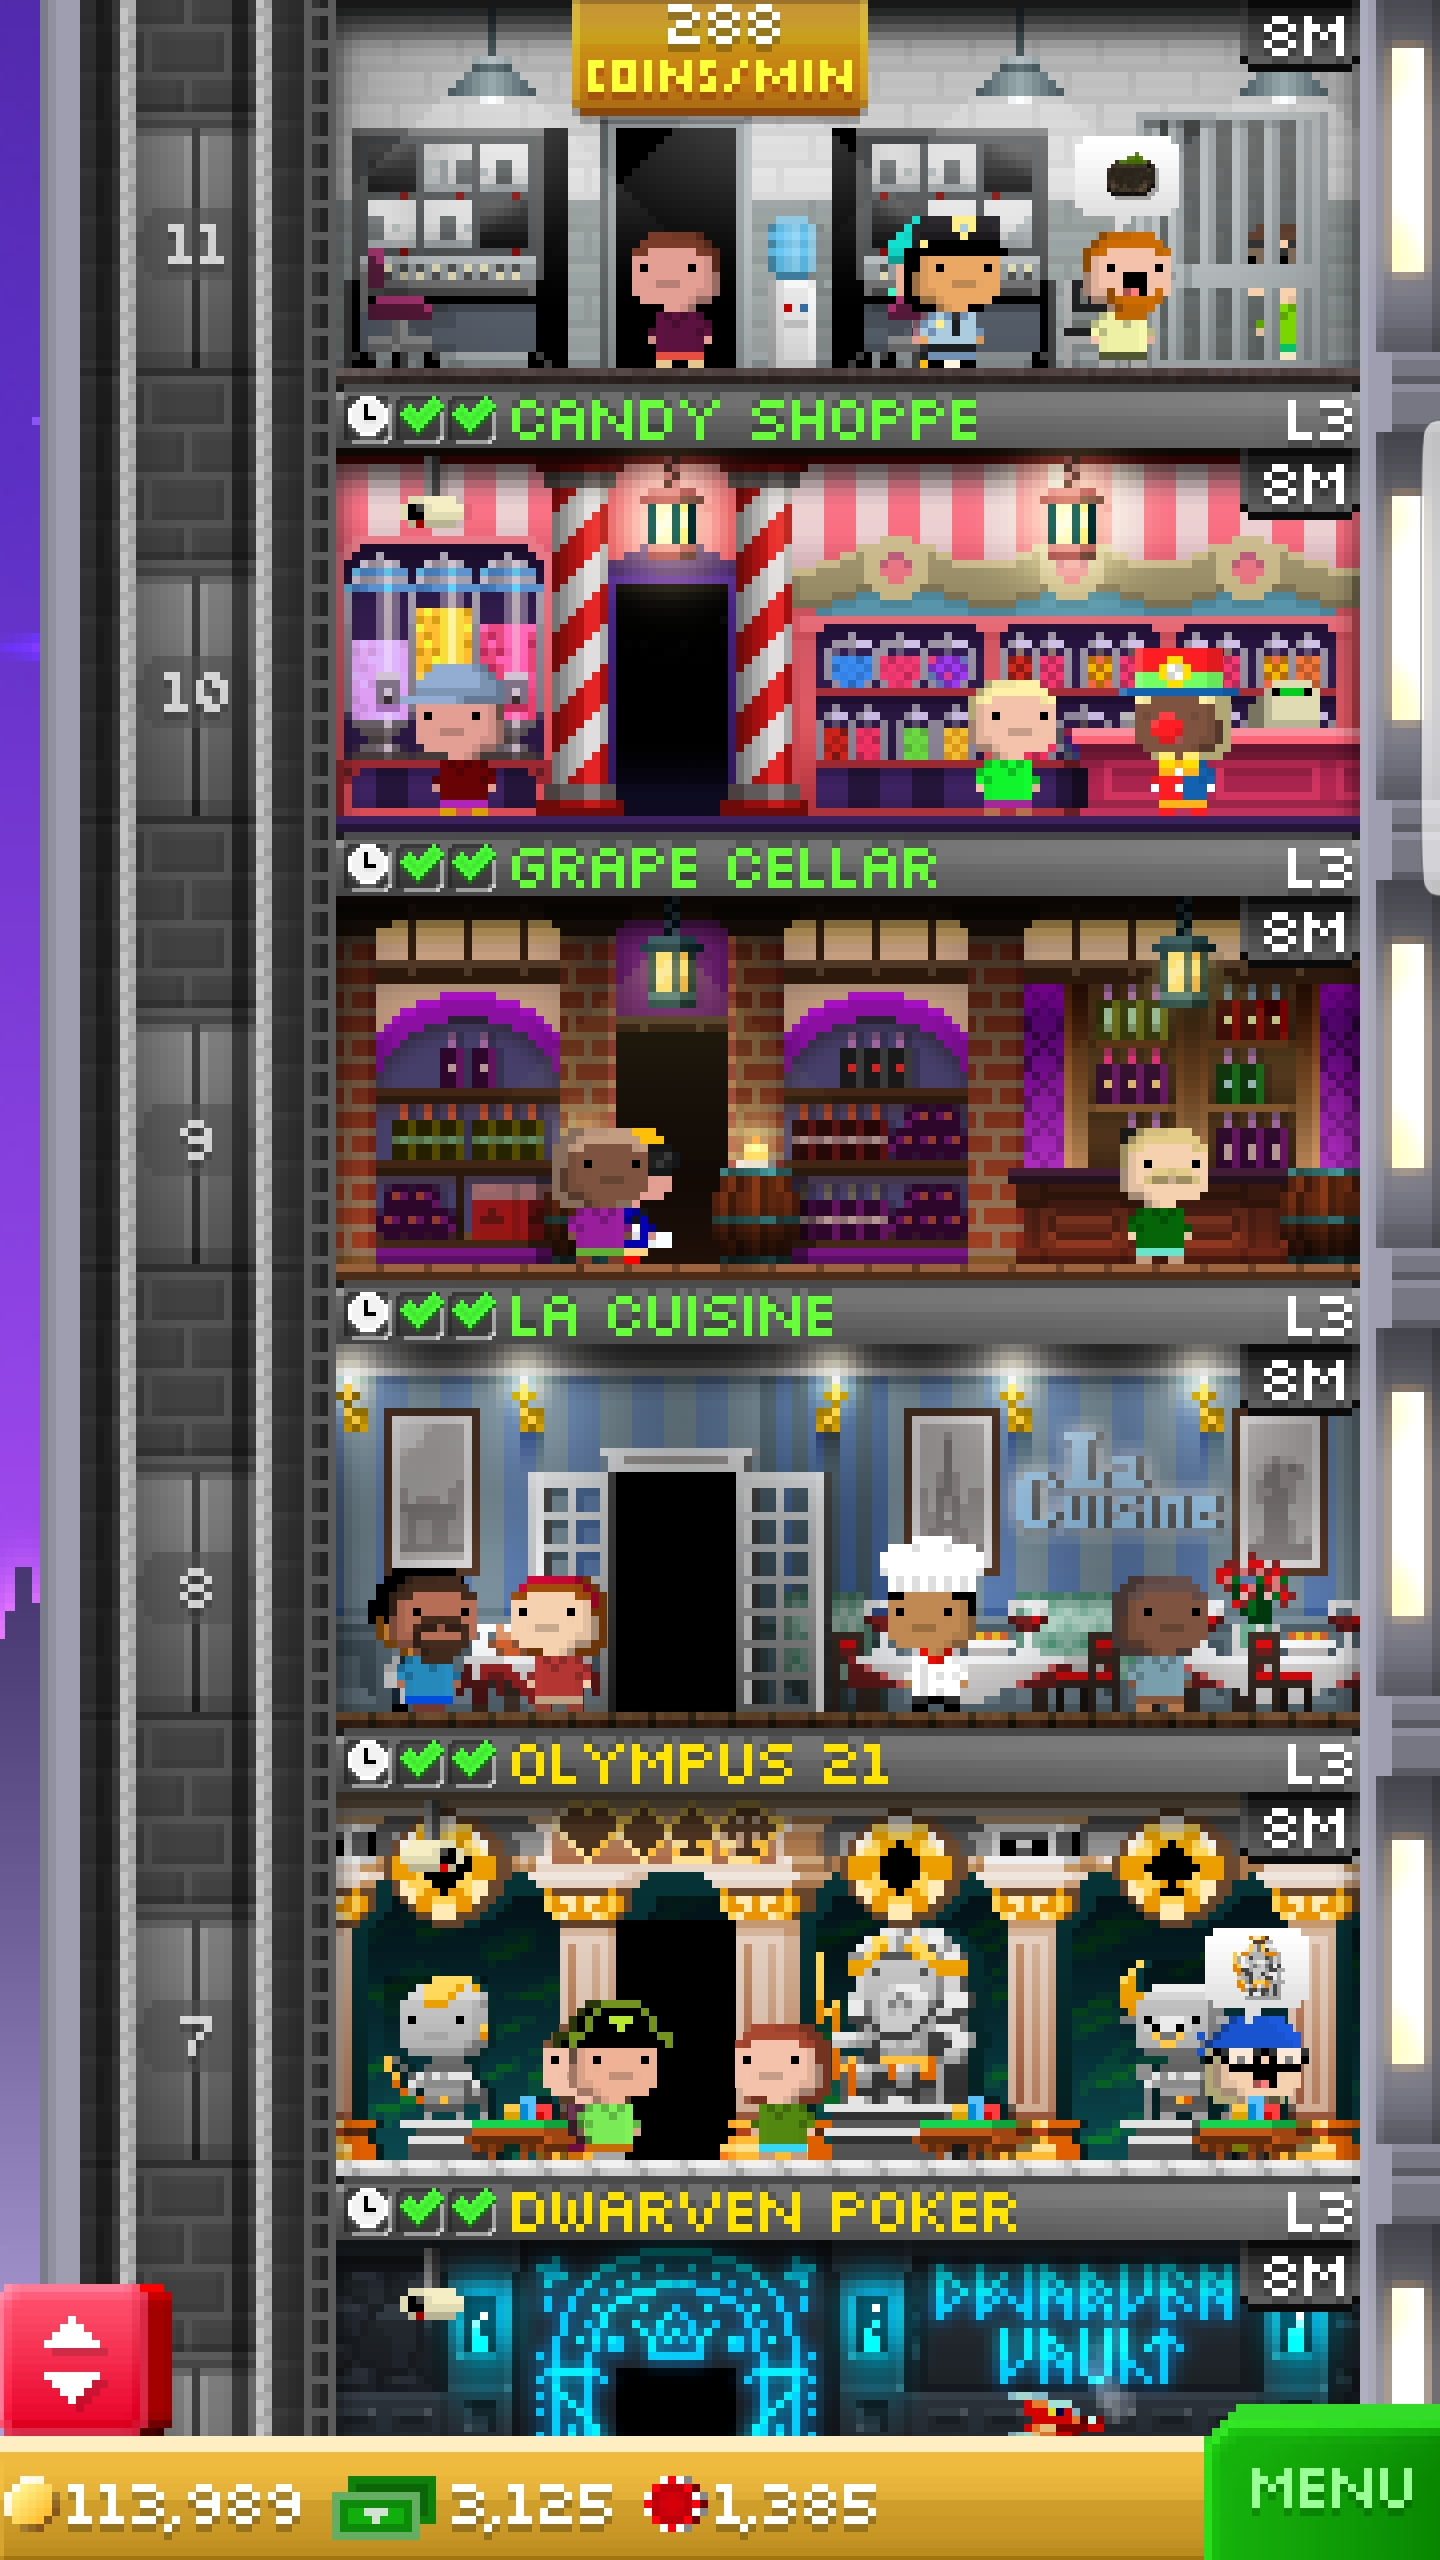 288
COINS/MIN
8M
11
CANDY SHOPPE L3
8M
10
GRAPE CELLAR L3
8M
9
LA CUISINE L3
8M
La
Cuisine
8
OLYMPUS 21 L3
8M
7
DWARVEN POKER L3
8M
DWARVEN
VAULT
113,989 3,125 1,385
MENU